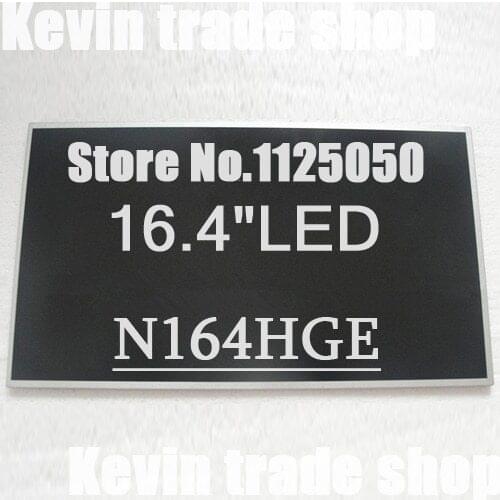 Kevin trade shop
Store No.1125050
16.4"LED
N164HGE
Kevin trade shop